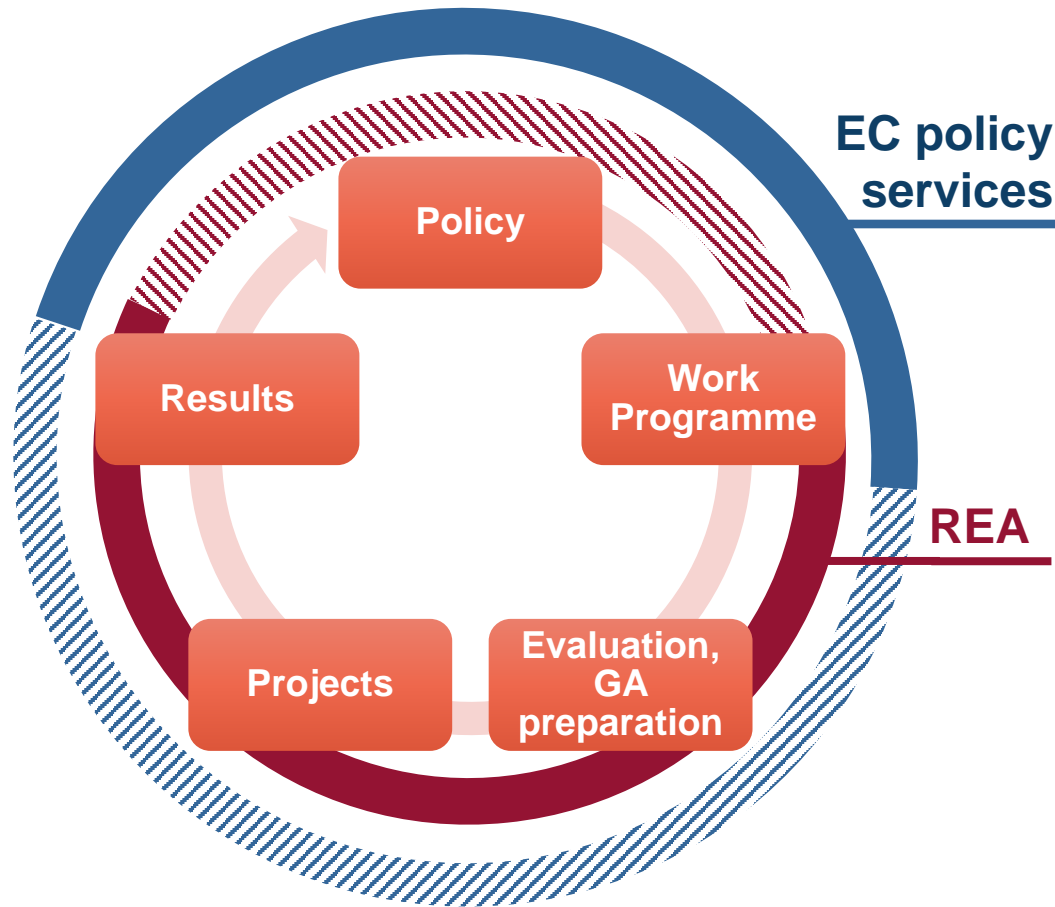 EC policy
services
Policy
Work
Programme
Results
REA
Projects
Evaluation,
GA
preparation